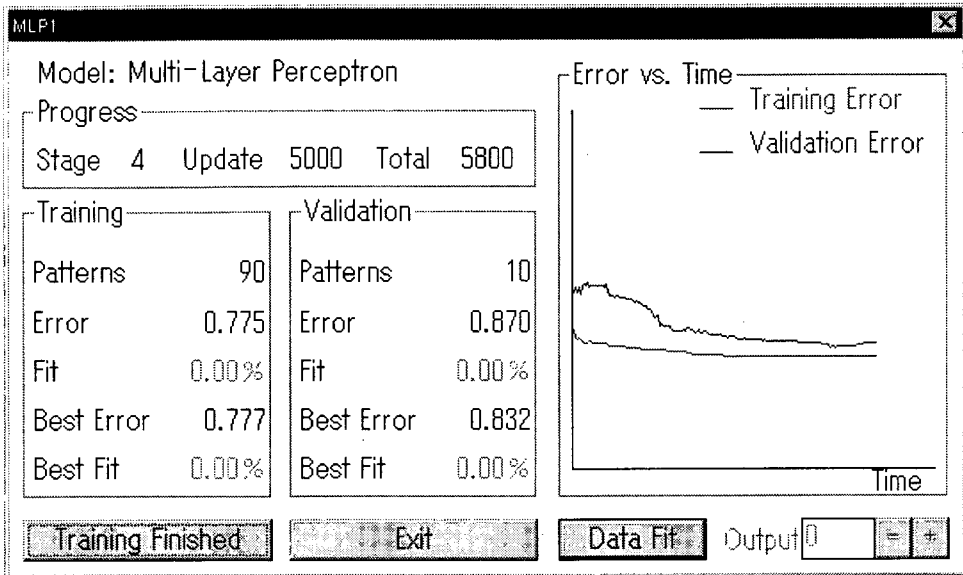 MLP1
Model: Multi-Layer Perceptron
Progress
Stage 4 Update 5000 Total 5800
Training
Patterns 90
Error 0.775
Fit 0.00%
Best Error 0.777
Best Fit 0.00%
Validation
Patterns 10
Error 0.870
Fit 0.00%
Best Error 0.832
Best Fit 0.00%
Error vs. Time
Training Error
Validation Error
Time
Training Finished
Exit
Data Fit
Output 0
- +